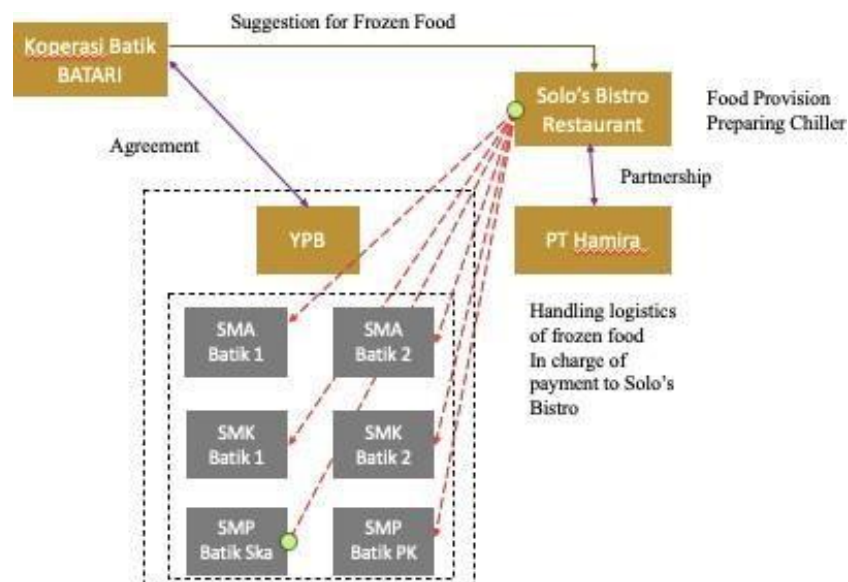 Suggestion for Frozen Food
Koperasi Batik
BATARI
Solo's Bistro
Restaurant
Food Provision
Preparing Chiller
Agreement
Partnership
YPB
PT Hamira
SMA
Batik 1
SMA
Batik 2
Handling logistics
of frozen food
In charge of
payment to Solo's
Bistro
SMK
Batik 1
SMK
Batik 2
SMP
Batik Ska
SMP
Batik PK